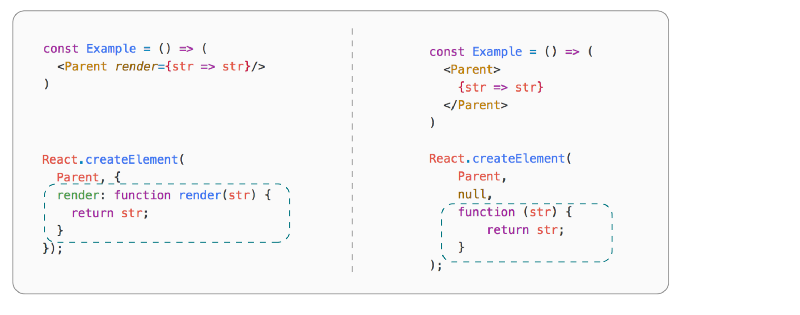 const Example = () => (
  <Parent render={str => str}/>
)
React.createElement(
  Parent, {
  render: function render(str) {
    return str;
  }
});
const Example = () => (
  <Parent>
    {str => str}
  </Parent>
)
React.createElement(
    Parent,
    null,
    function (str) {
        return str;
    }
);